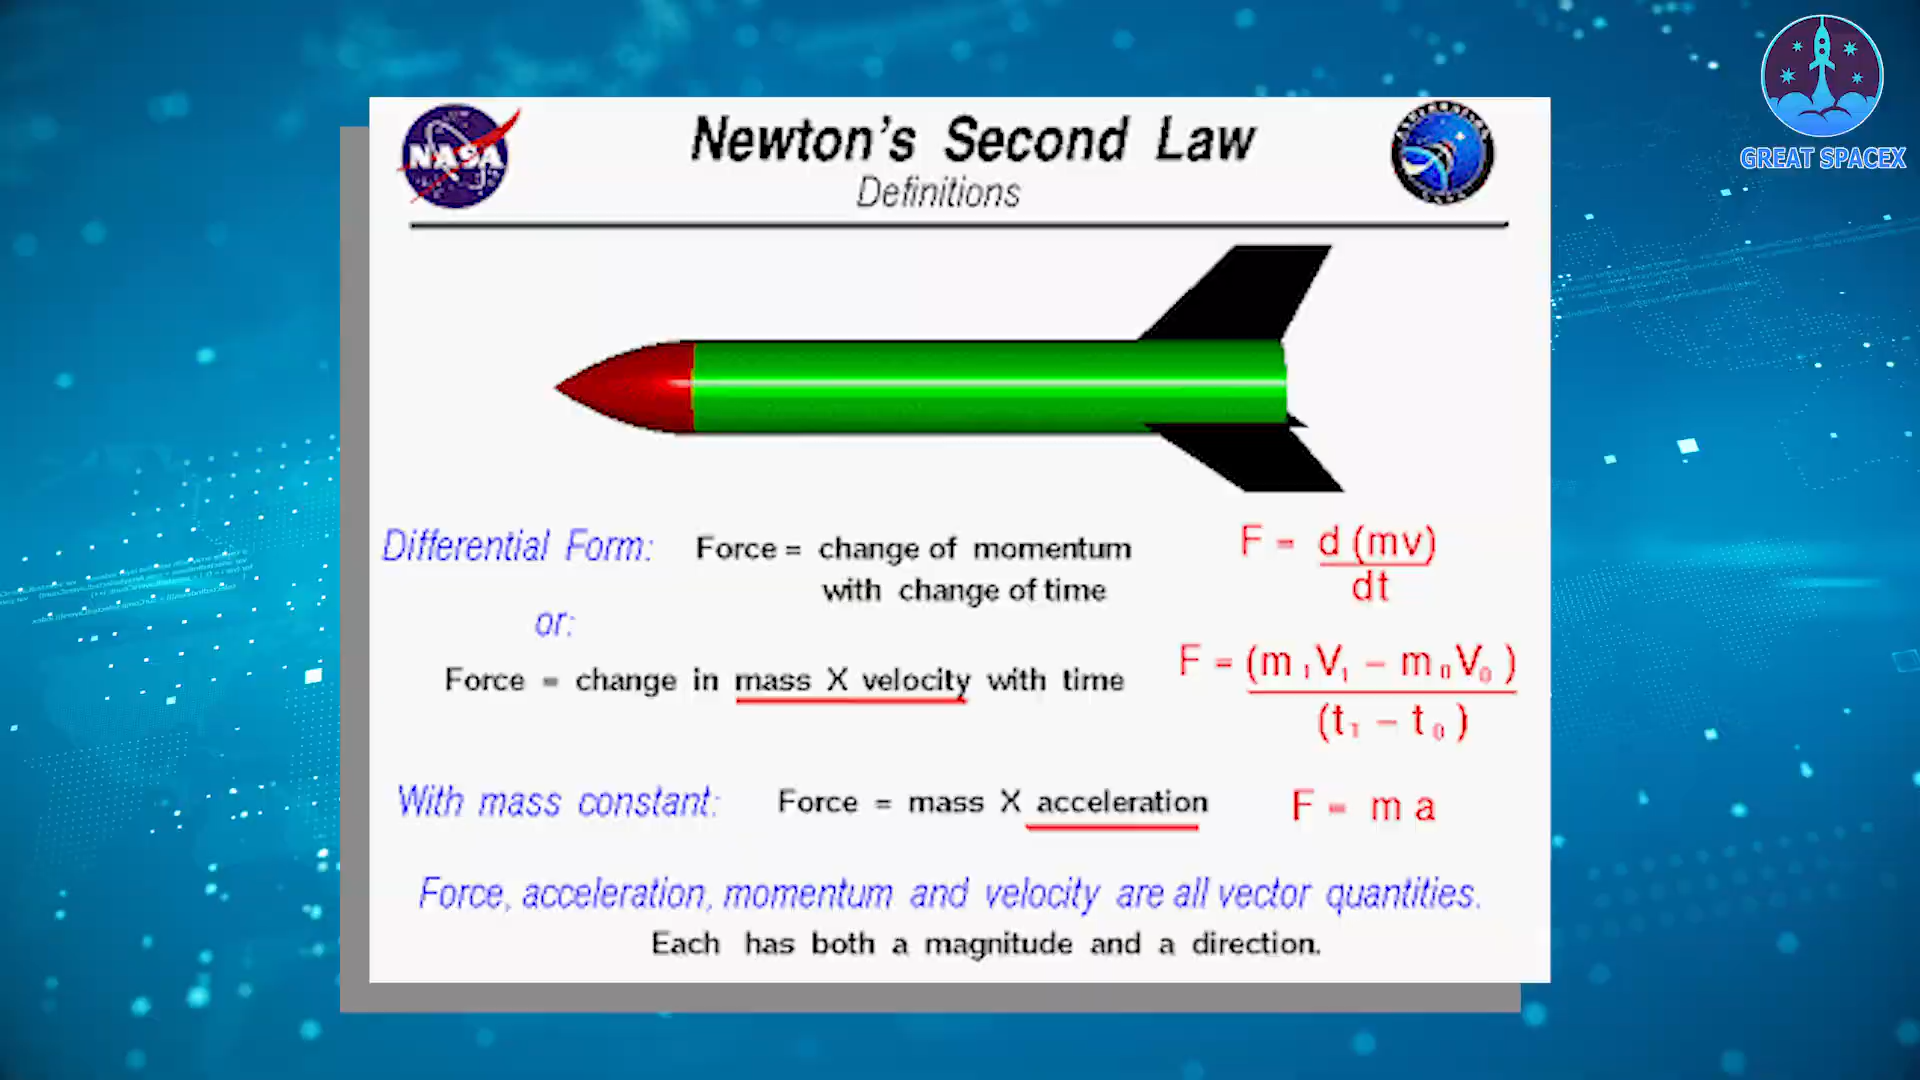 GREAT SPACEX
NASA
Newton's Second Law
Definitions
Differential Form: Force = change of momentum
with change of time
F = d (mv)
dt
or:
Force = change in mass X velocity with time
F = (m₁V₁ – m₀V₀)
(t₁ – t₀)
With mass constant: Force = mass X acceleration F = m a
Force, acceleration, momentum and velocity are all vector quantities.
Each has both a magnitude and a direction.